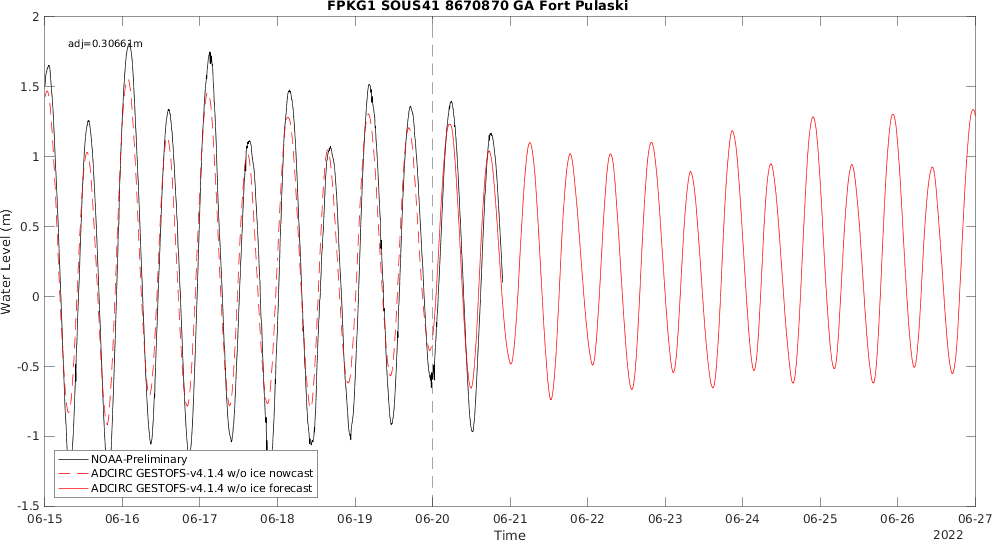 FPKG1 SOUS41 8670870 GA Fort Pulaski
adj=0.30661m
Water Level (m)
2
1.5
1
0.5
0
-0.5
-1
-1.5
NOAA-Preliminary
ADCIRC GESTOFS-v4.1.4 w/o ice nowcast
ADCIRC GESTOFS-v4.1.4 w/o ice forecast
06-15 06-16 06-17 06-18 06-19 06-20 06-21 06-22 06-23 06-24 06-25 06-26 06-27
Time
2022